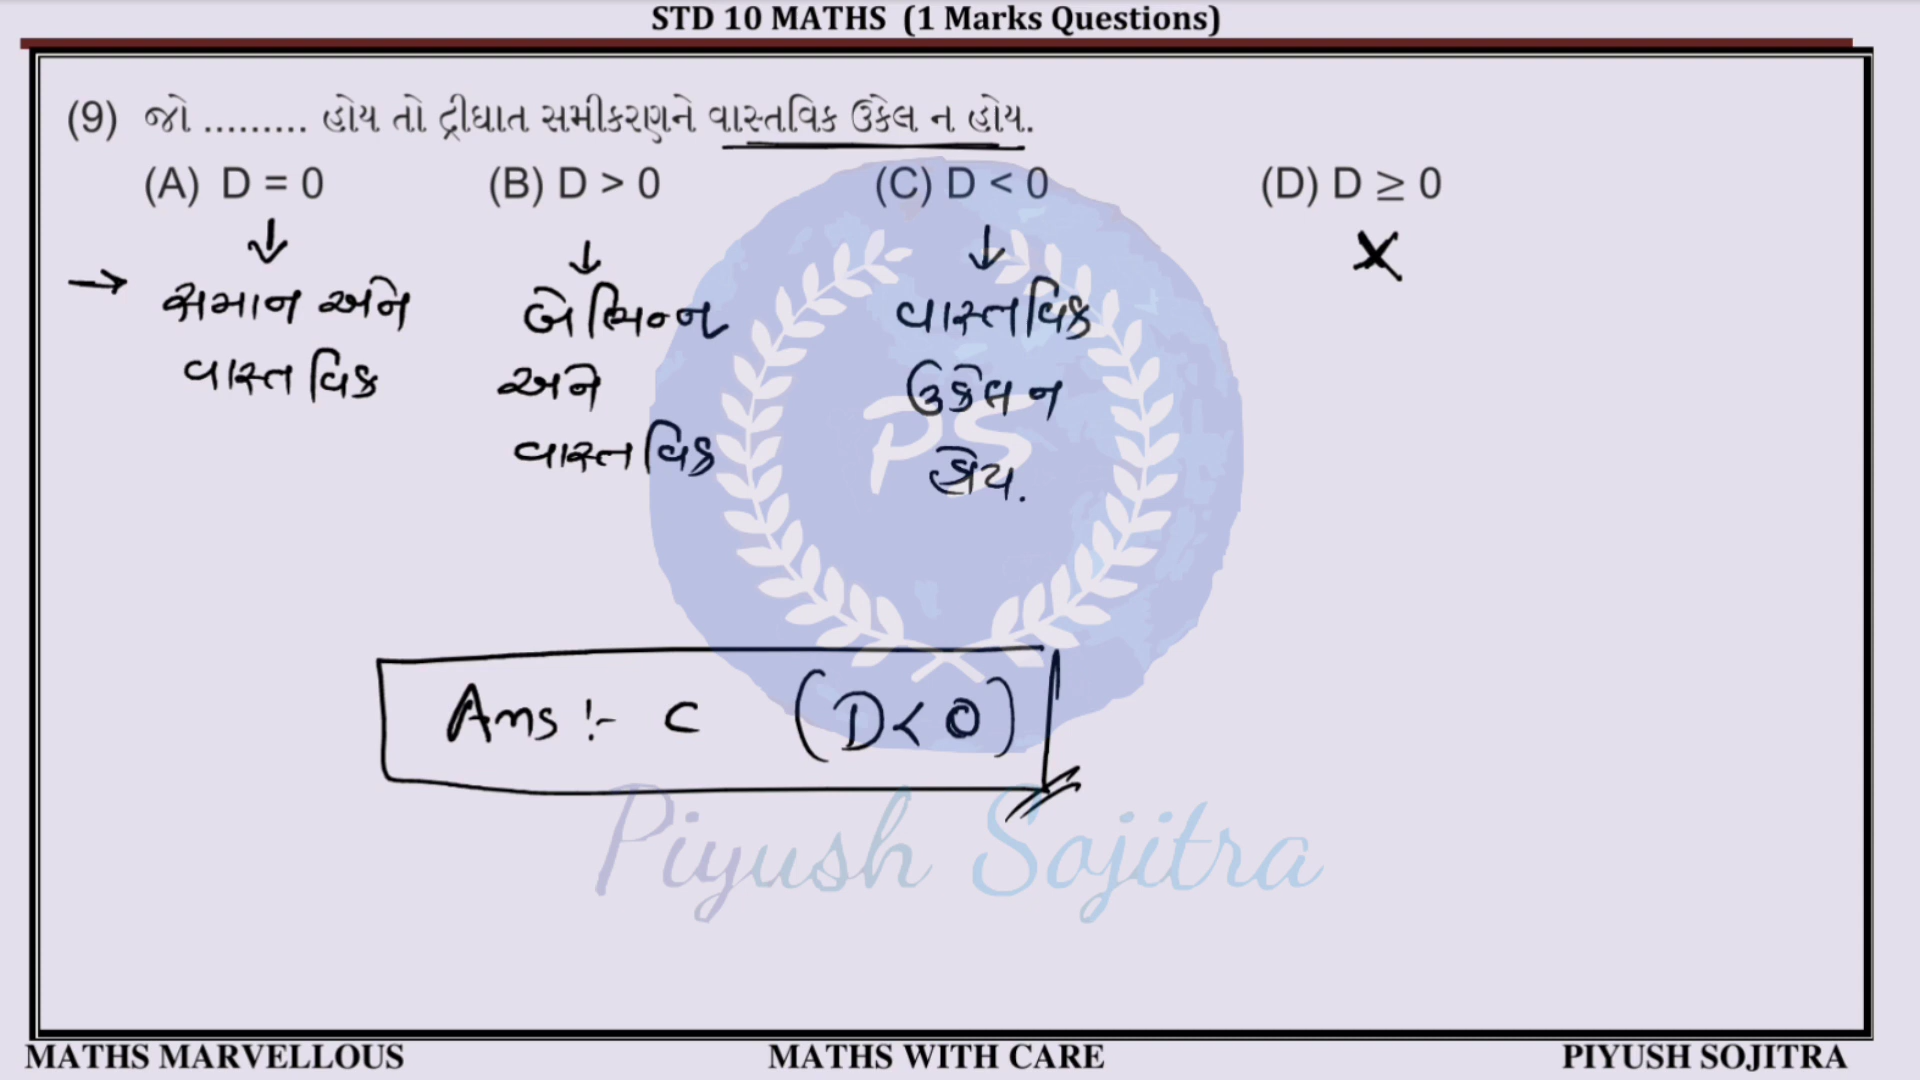 STD 10 MATHS (1 Marks Questions)
(9) જો ......... હોય તો દ્રીઘાત સમીકરણને વાસ્તવિક ઉકેલ ન હોય.
(A) D = 0 (B) D > 0 (C) D < 0 (D) D ≥ 0
↓ ↓ ↓ X
→ સમાન અને બે ભિન્ન વાસ્તવિક
વાસ્તવિક અને ઉકેલ ન
વાસ્તવિક હોય.
PS
Ans :- C (D < 0)
Piyush Sojitra
MATHS MARVELLOUS MATHS WITH CARE PIYUSH SOJITRA